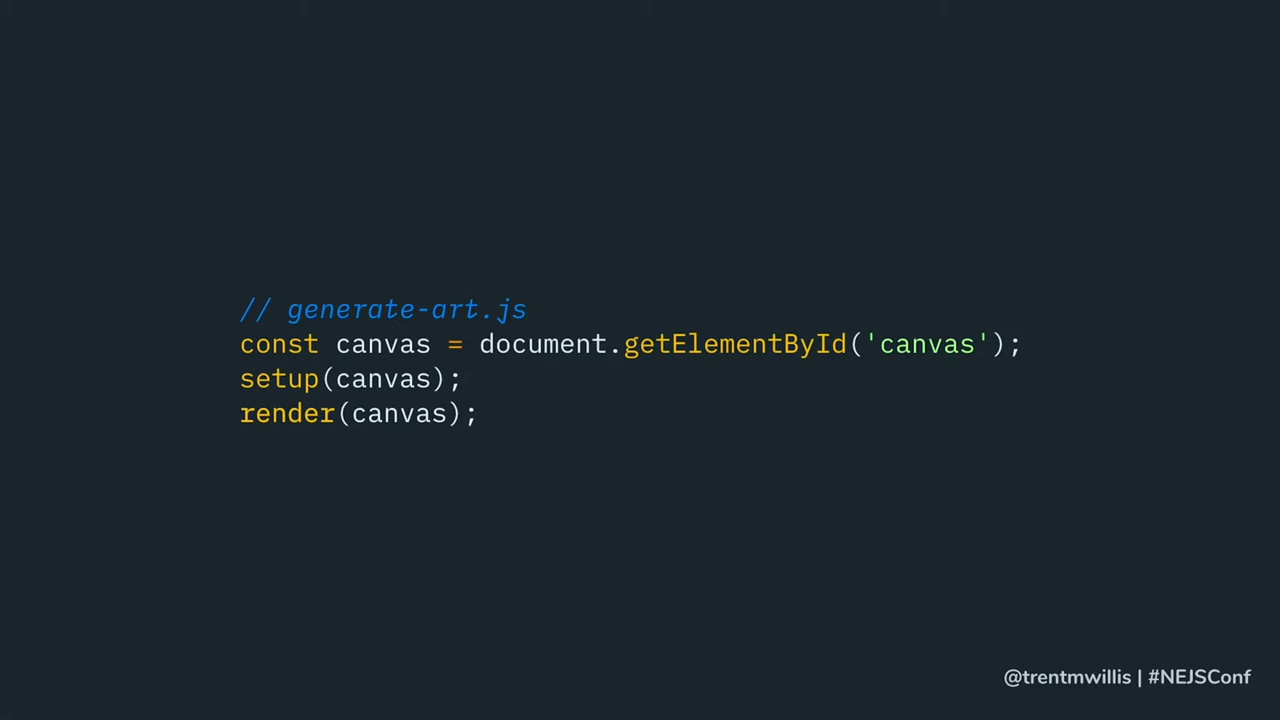 // generate-art.js
const canvas = document.getElementById('canvas');
setup(canvas);
render(canvas);
@trentmwillis | #NEJSConf